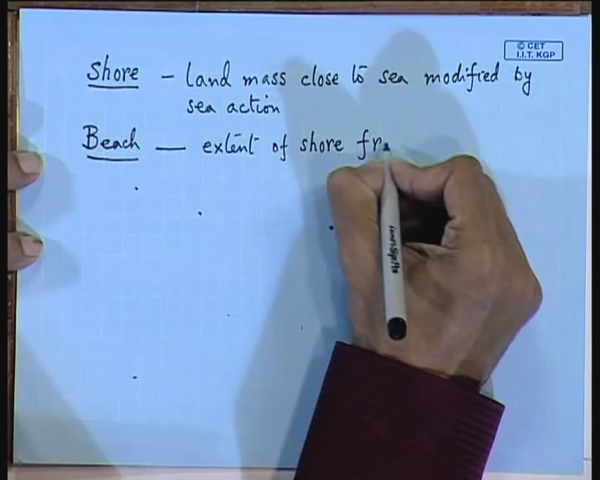 © CET
I.I.T. KGP
Shore - land mass close to sea modified by
sea action
Beach — extent of shore